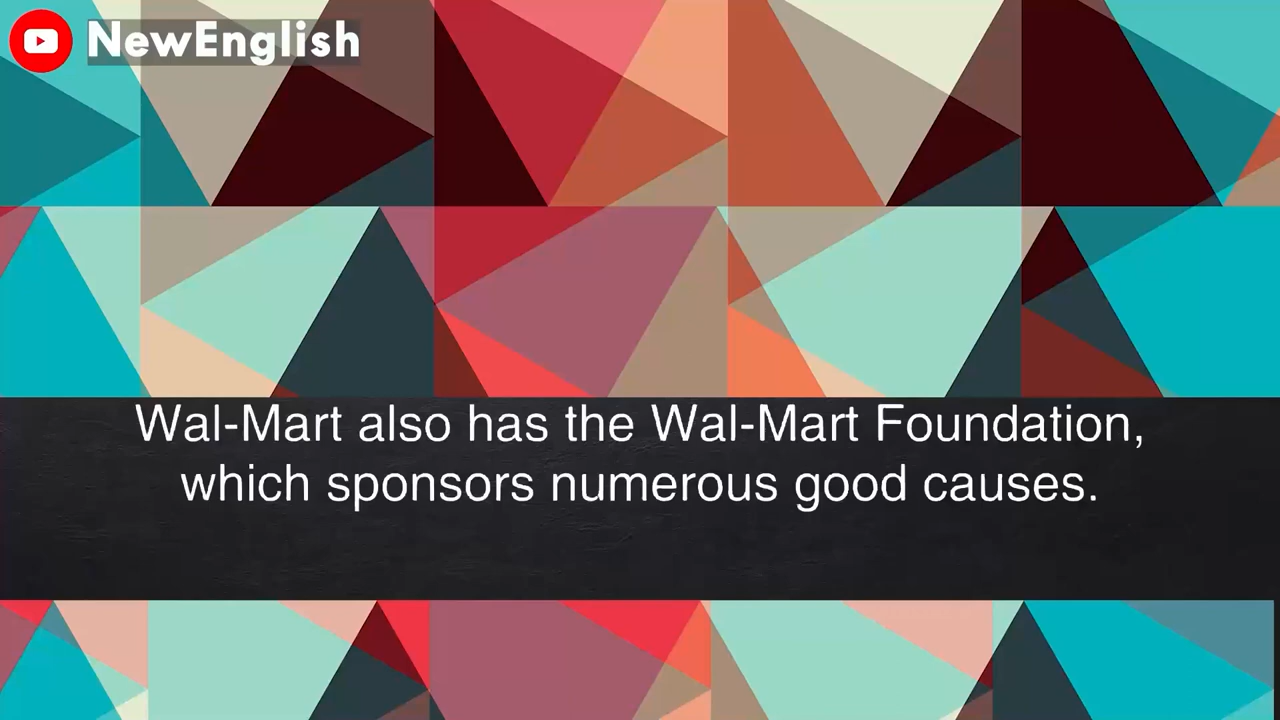 NewEnglish
Wal-Mart also has the Wal-Mart Foundation,
which sponsors numerous good causes.